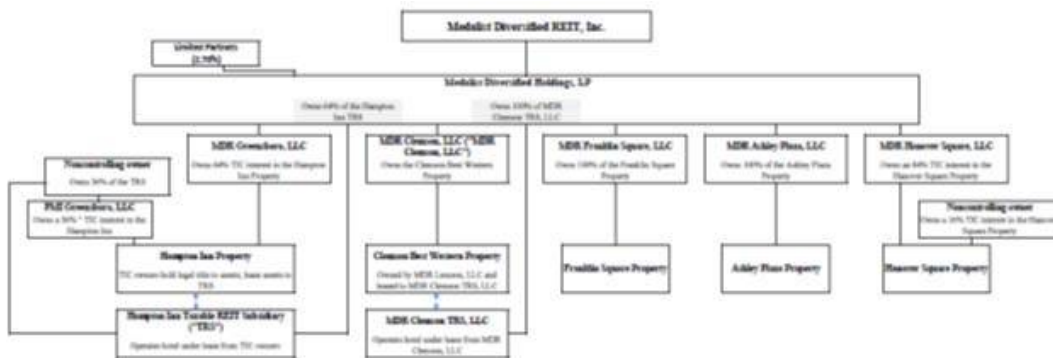 Medalist Diversified REIT, Inc.
Limited Partners
Medalist Diversified Holdings, LP
Owns 64% of the Hampton
Inn TRS
Owns 100% of MDR
Clemson TRS, LLC
MDR Greensboro, LLC
Owns 64% TIC interest in the Hampton
Inn Property
MDR Clemson, LLC ("MDR
Clemson, LLC")
Owns the Clemson Best Western
Property
MDR Franklin Square, LLC
Owns 100% of the Franklin Square
Property
MDR Ashley Plaza, LLC
Owns 100% of the Ashley Plaza
Property
MDR Hanover Square, LLC
Owns an 84% TIC interest in the
Hanover Square Property
Noncontrolling owner
Owns 36% of the TRS
PMI Greensboro, LLC
Owns a 36% TIC interest in the
Hampton Inn
Noncontrolling owner
Owns a 16% TIC interest in the Hanover
Square Property
Hampton Inn Property
TIC owners hold legal title to assets, lease assets to
TRS
Clemson Best Western Property
Owned by MDR Clemson, LLC and
leased to MDR Clemson TRS, LLC
Franklin Square Property
Ashley Plaza Property
Hanover Square Property
Hampton Inn Taxable REIT Subsidiary
("TRS")
Operates hotel under lease from TIC owners
MDR Clemson TRS, LLC
Operates hotel under lease from MDR
Clemson, LLC